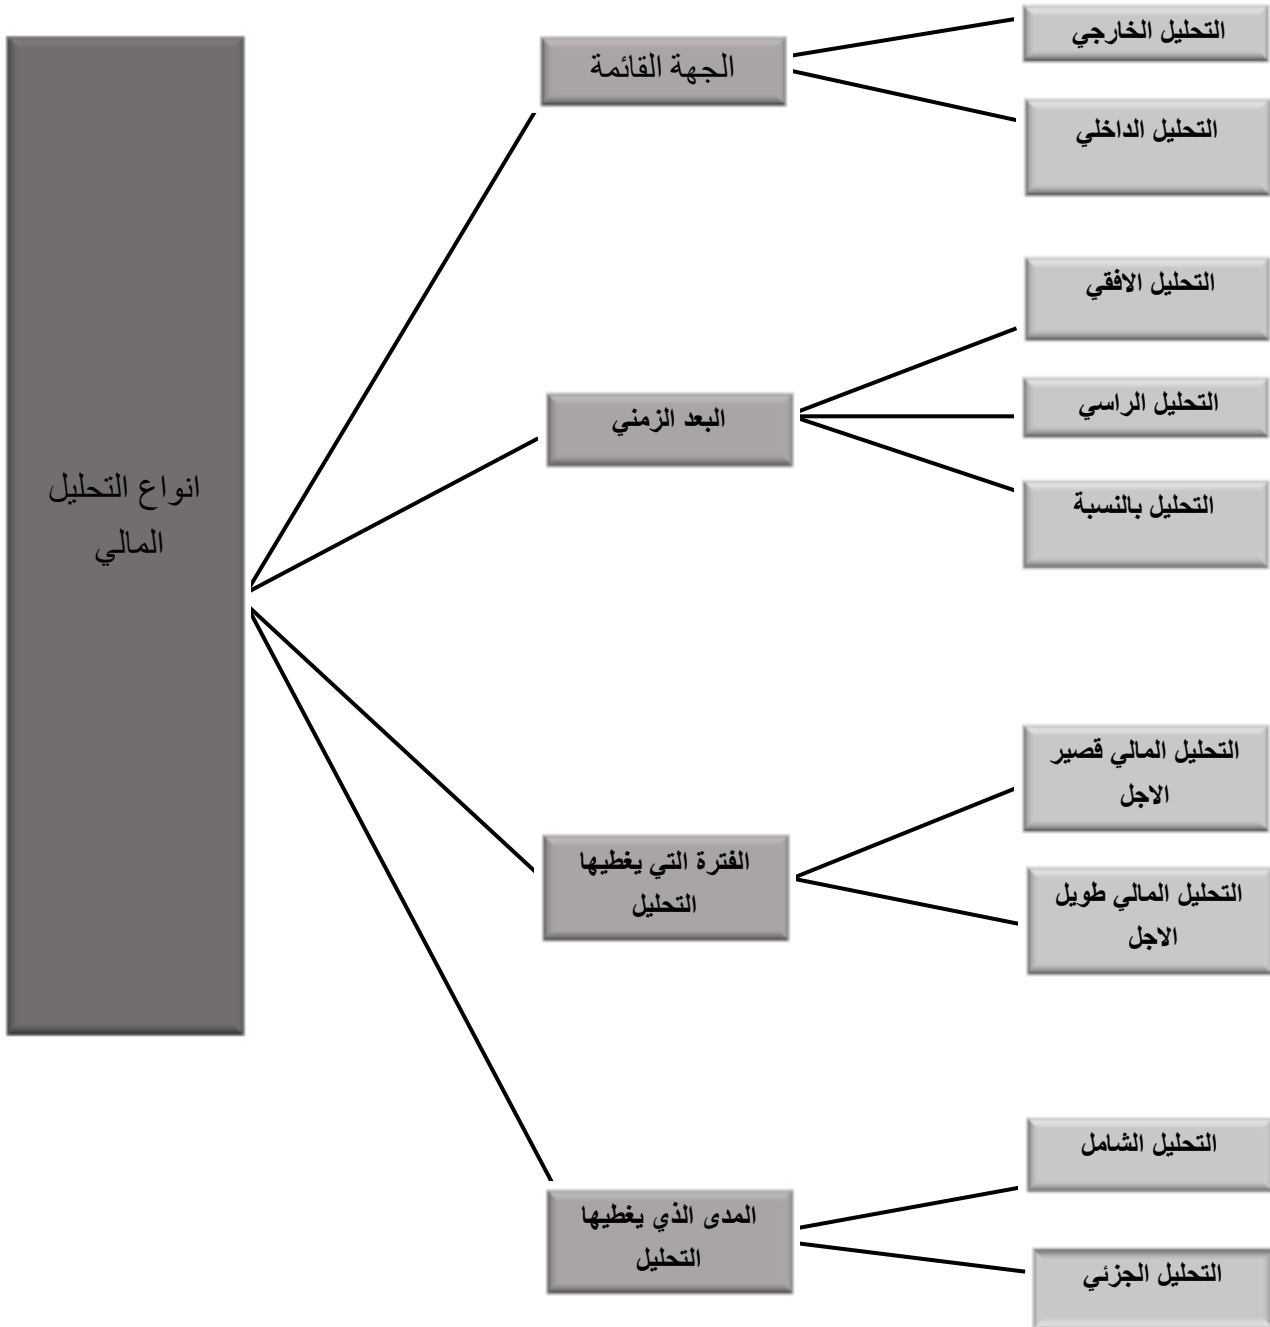 انواع التحليل
المالي
الجهة القائمة
التحليل الخارجي
التحليل الداخلي
البعد الزمني
التحليل الافقي
التحليل الراسي
التحليل بالنسبة
الفترة التي يغطيها
التحليل
التحليل المالي قصير
الاجل
التحليل المالي طويل
الاجل
المدى الذي يغطيها
التحليل
التحليل الشامل
التحليل الجزئي